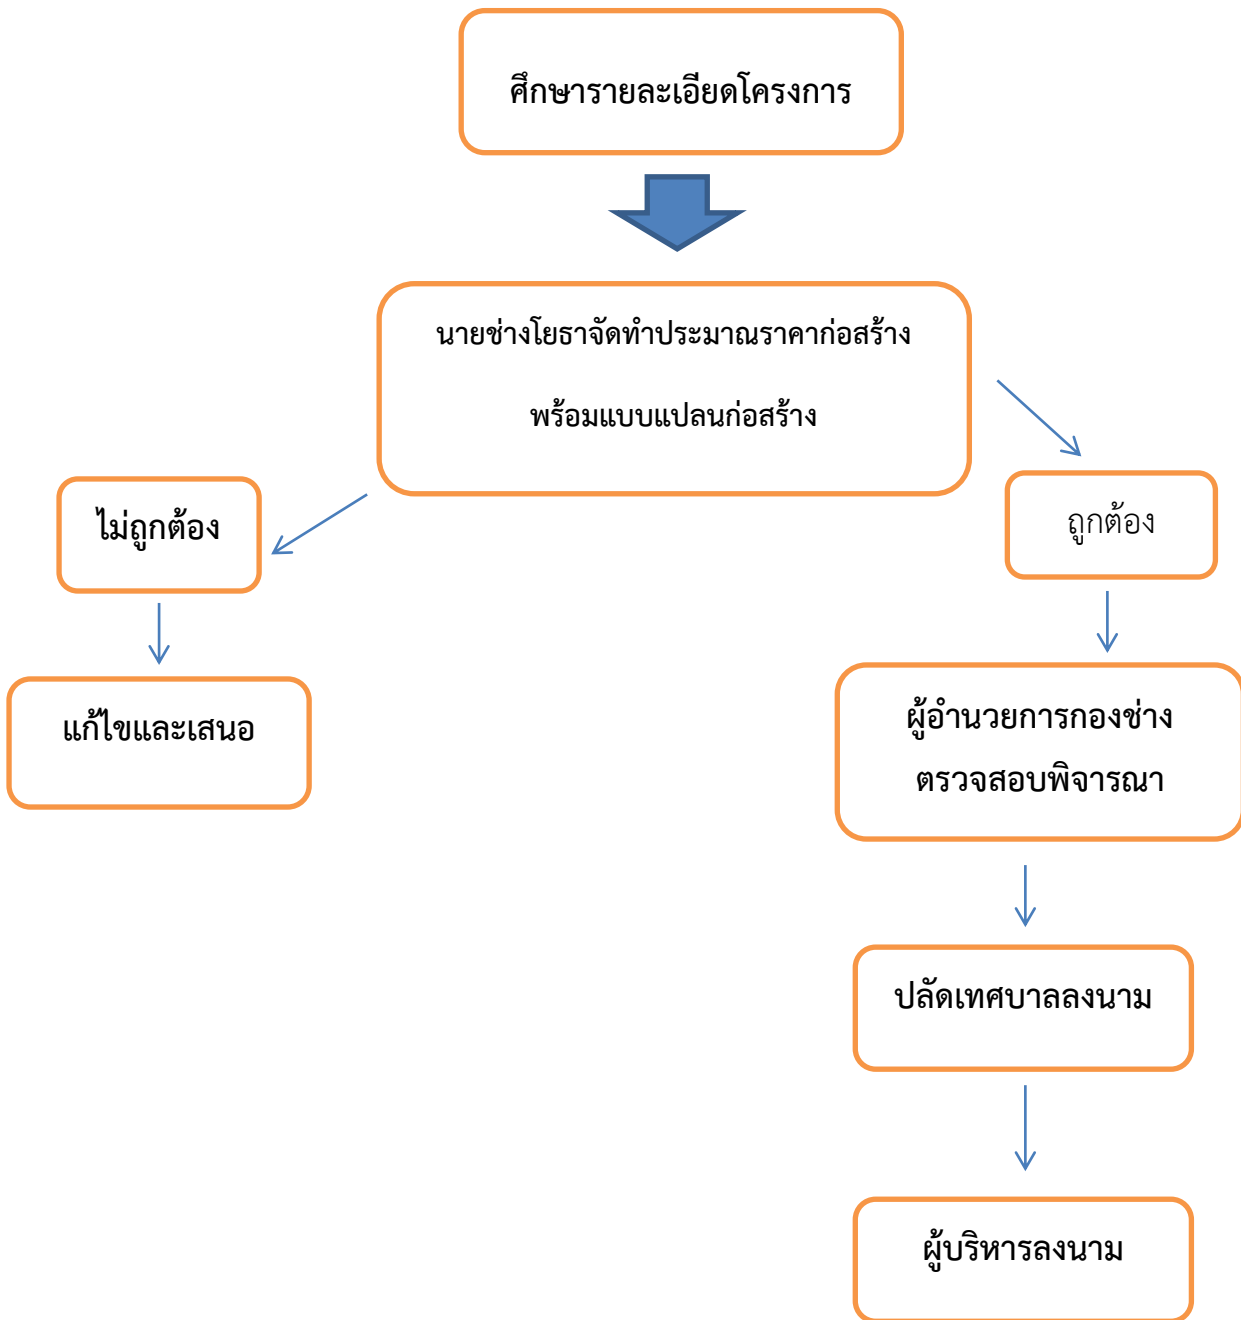 ศึกษารายละเอียดโครงการ
นายช่างโยธาจัดทำประมาณราคาก่อสร้าง
พร้อมแบบแปลนก่อสร้าง
ไม่ถูกต้อง
ถูกต้อง
แก้ไขและเสนอ
ผู้อำนวยการกองช่าง
ตรวจสอบพิจารณา
ปลัดเทศบาลลงนาม
ผู้บริหารลงนาม